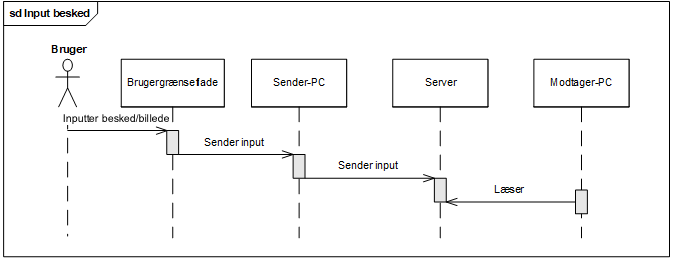 sd Input besked
Bruger
Brugergrænseflade
Sender-PC
Server
Modtager-PC
Inputter besked/billede
Sender input
Sender input
Læser